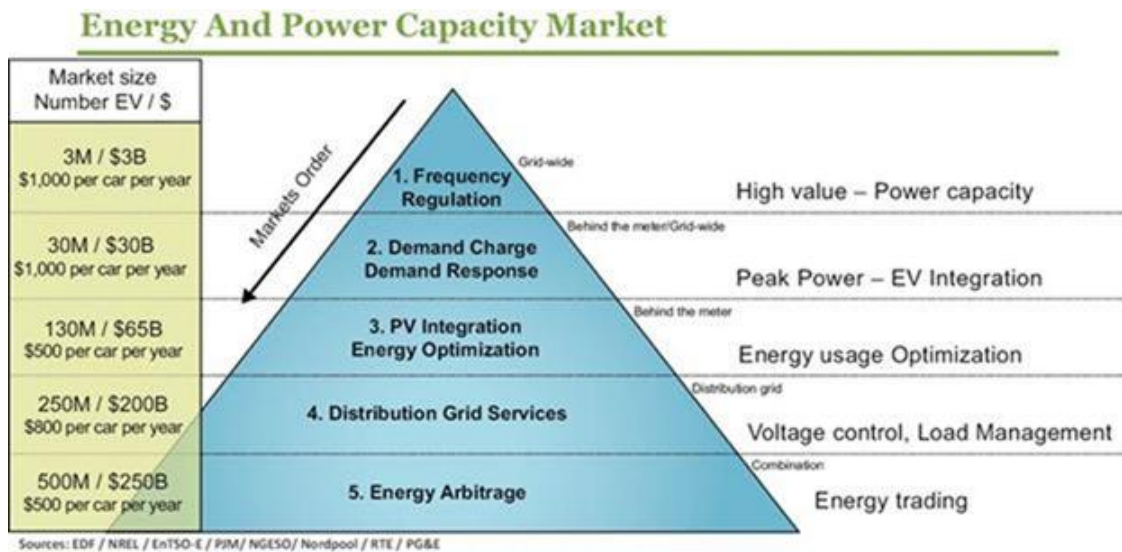 Energy And Power Capacity Market
Market size
Number EV / $
3M / $3B
$1,000 per car per year
30M / $30B
$1,000 per car per year
130M / $65B
$500 per car per year
250M / $200B
$800 per car per year
500M / $250B
$500 per car per year
Markets Order
1. Frequency
Regulation
2. Demand Charge
Demand Response
3. PV Integration
Energy Optimization
4. Distribution Grid Services
5. Energy Arbitrage
Grid-wide
High value – Power capacity
Behind the meter/Grid-wide
Peak Power – EV Integration
Behind the meter
Energy usage Optimization
Distribution grid
Voltage control, Load Management
Combination
Energy trading
Sources: EDF / NREL / EnTSO-E / PJM/ NGESO/ Nordpool / RTE / PG&E